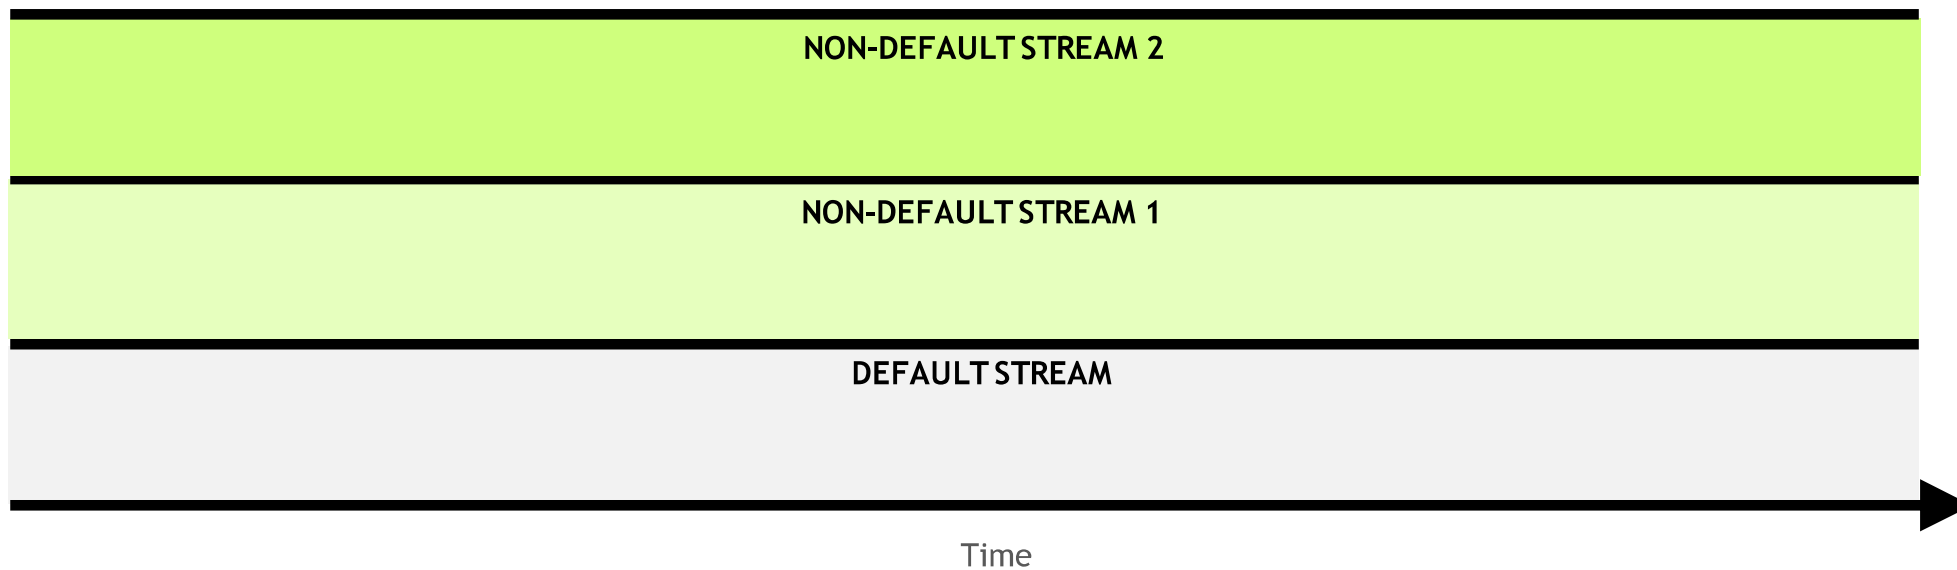 NON-DEFAULT STREAM 2
NON-DEFAULT STREAM 1
DEFAULT STREAM
Time